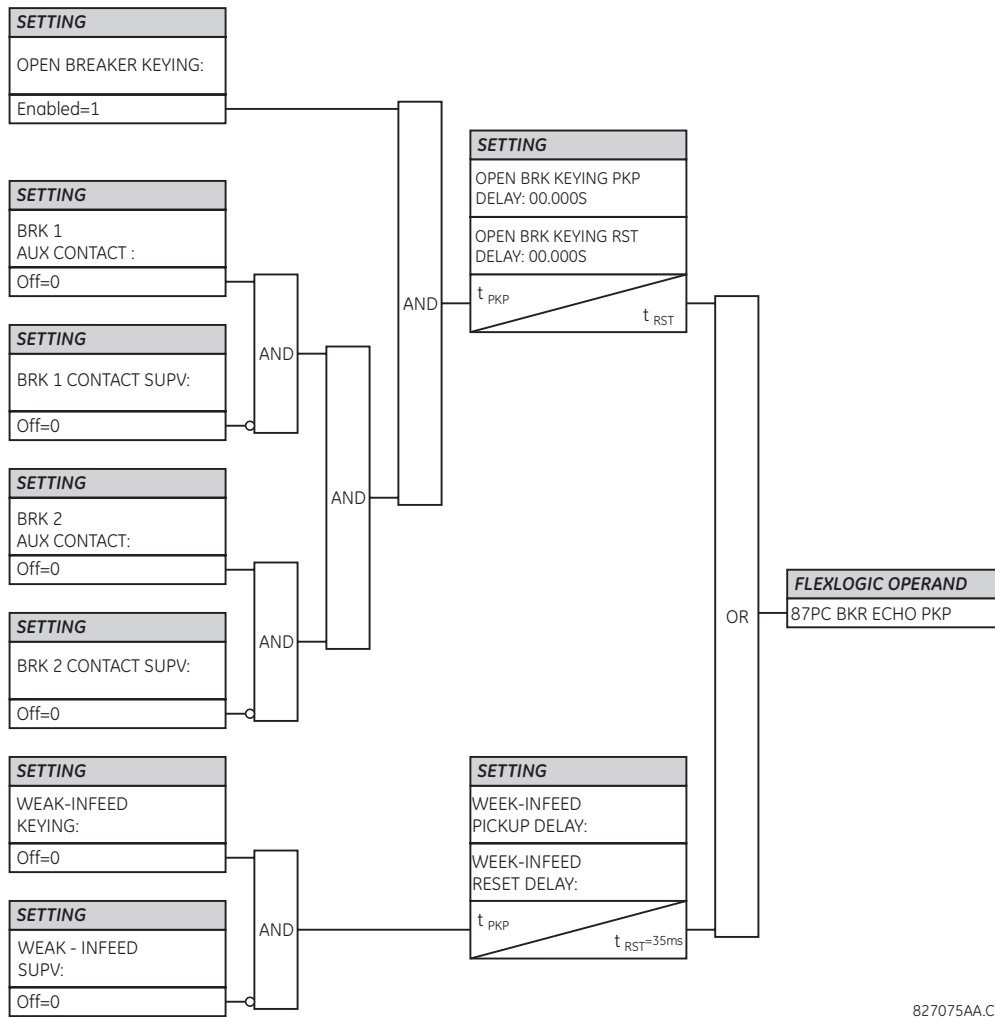 SETTING
OPEN BREAKER KEYING:
Enabled=1
SETTING
BRK 1
AUX CONTACT :
Off=0
SETTING
BRK 1 CONTACT SUPV:
Off=0
SETTING
BRK 2
AUX CONTACT:
Off=0
SETTING
BRK 2 CONTACT SUPV:
Off=0
SETTING
WEAK-INFEED
KEYING:
Off=0
SETTING
WEAK - INFEED
SUPV:
Off=0
AND
AND
AND
AND
AND
SETTING
OPEN BRK KEYING PKP
DELAY: 00.000S
OPEN BRK KEYING RST
DELAY: 00.000S
t PKP
t RST
SETTING
WEEK-INFEED
PICKUP DELAY:
WEEK-INFEED
RESET DELAY:
t PKP
t RST=35ms
OR
FLEXLOGIC OPERAND
87PC BKR ECHO PKP
827075AA.C